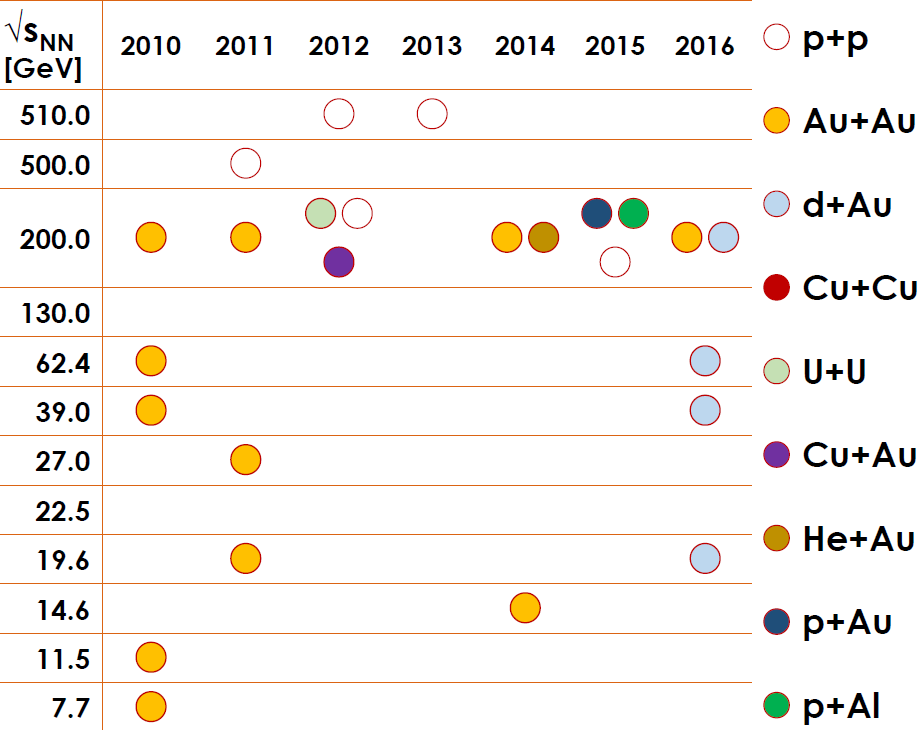 √sNN
[GeV]
2010 2011 2012 2013 2014 2015 2016
510.0
500.0
200.0
130.0
62.4
39.0
27.0
22.5
19.6
14.6
11.5
7.7
p+p
Au+Au
d+Au
Cu+Cu
U+U
Cu+Au
He+Au
p+Au
p+Al